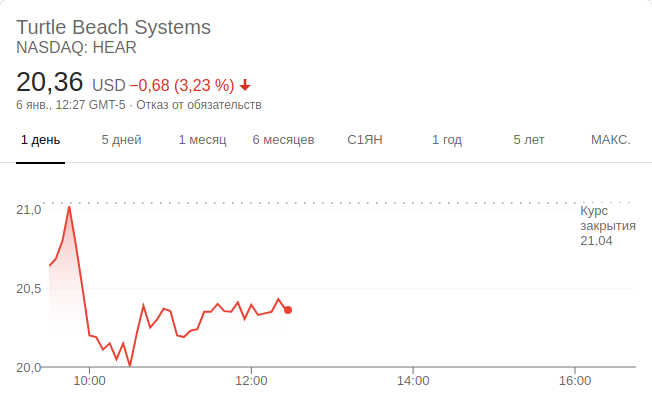 Turtle Beach Systems
NASDAQ: HEAR
20,36 USD −0,68 (3,23 %)
6 янв., 12:27 GMT-5 · Отказ от обязательств
1 день 5 дней 1 месяц 6 месяцев С1ЯН 1 год 5 лет МАКС.
21,0
Курс
закрытия
21,04
20,5
20,0
10:00 12:00 14:00 16:00